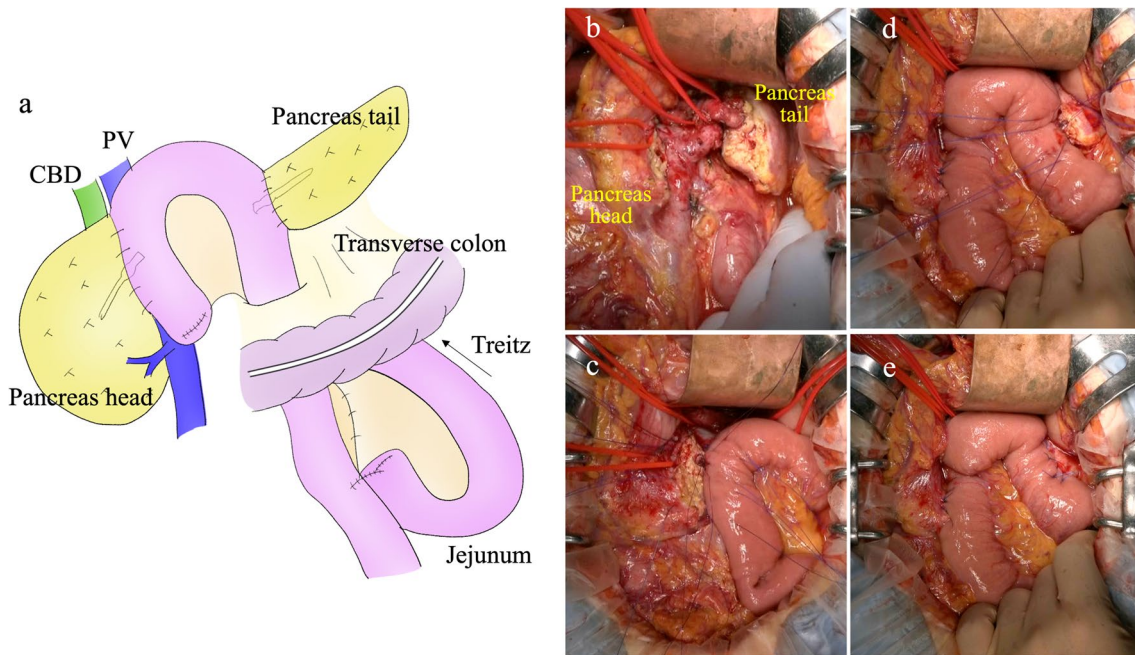 a
Pancreas tail
PV
CBD
Transverse colon
Treitz
Pancreas head
Jejunum
b
Pancreas
tail
Pancreas
head
c
d
e